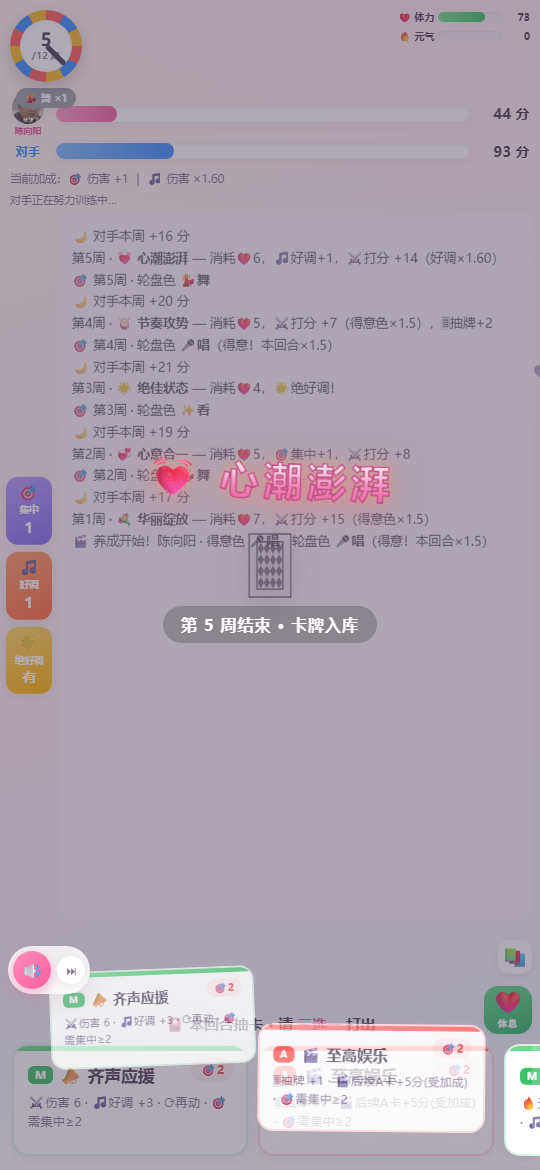 5
/12
体力 73
元气 0
舞 ×1
陈向阳
44 分
对手
93 分
当前加成： 伤害 +1 | 伤害 ×1.60
对手正在努力训练中...
对手本周 +16 分
第5周 · 心潮澎湃 — 消耗 6， 好调+1， 打分 +14（好调×1.60）
第5周 · 轮盘色 舞
对手本周 +20 分
第4周 · 节奏攻势 — 消耗 5， 打分 +7（得意色×1.5）， 抽牌+2
第4周 · 轮盘色 唱（得意！本回合×1.5）
对手本周 +21 分
第3周 · 绝佳状态 — 消耗 4， 绝好调！
第3周 · 轮盘色 香
对手本周 +19 分
第2周 · 心意合一 — 消耗 5， 集中+1， 打分 +8
第2周 · 轮盘色 舞
心潮澎湃
对手本周 +17 分
第1周 · 华丽绽放 — 消耗 7， 打分 +15（得意色×1.5）
养成开始！陈向阳 · 得意色 唱 轮盘色 唱（得意！本回合×1.5）
集中
1
好调
1
绝好调
有
第 5 周结束 • 卡牌入库
M 齐声应援 2
伤害 6 · 好调 +3 · 再动 ·
需集中≥2
本回合抽卡 · 请 三选一 打出
休息
M 齐声应援 2
伤害 6 · 好调 +3 · 再动 ·
需集中≥2
A 至高娱乐 2
抽牌 +1 · 后续A卡+5分(受加成)
· 需集中≥2
M